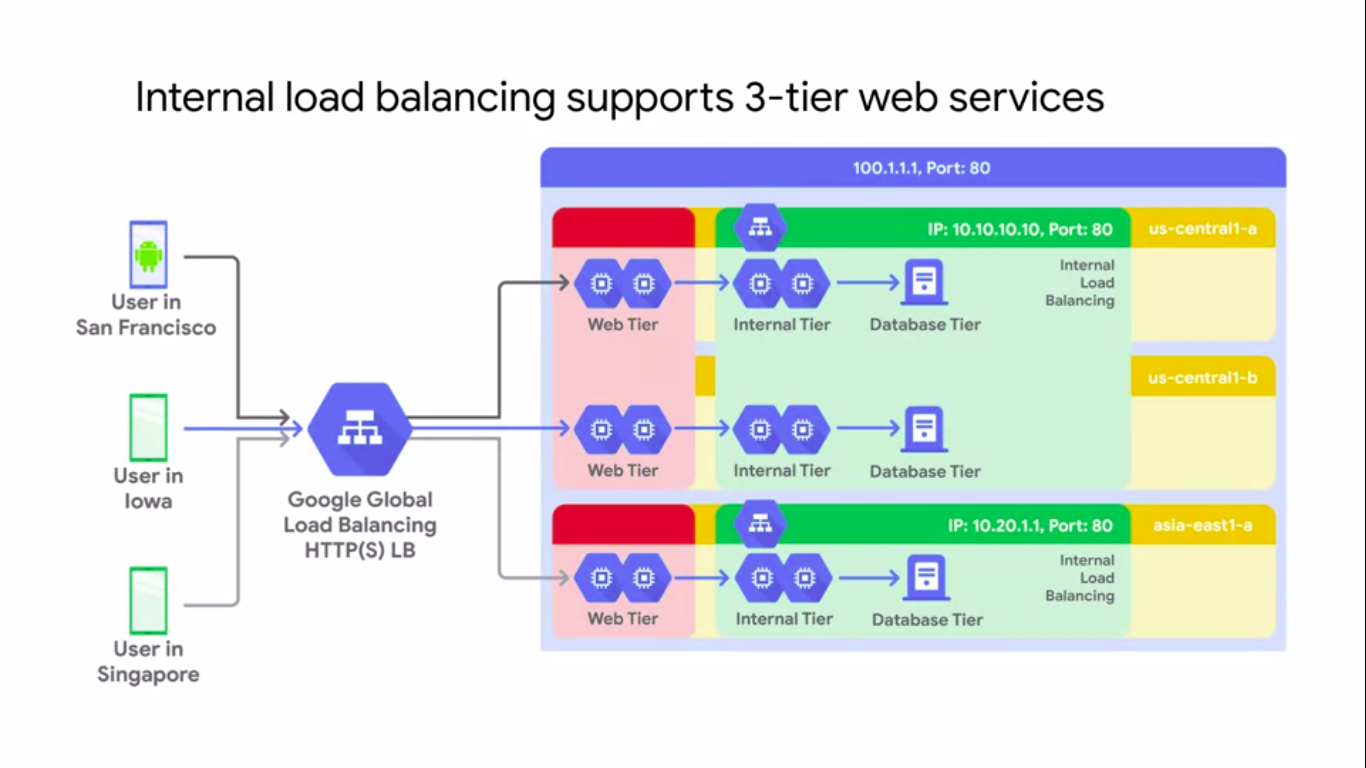 Internal load balancing supports 3-tier web services
100.1.1.1, Port: 80
IP: 10.10.10.10, Port: 80
us-central1-a
Internal
Load
Balancing
Web Tier
Internal Tier
Database Tier
us-central1-b
Web Tier
Internal Tier
Database Tier
IP: 10.20.1.1, Port: 80
asia-east1-a
Internal
Load
Balancing
Web Tier
Internal Tier
Database Tier
User in
San Francisco
User in
Iowa
User in
Singapore
Google Global
Load Balancing
HTTP(S) LB